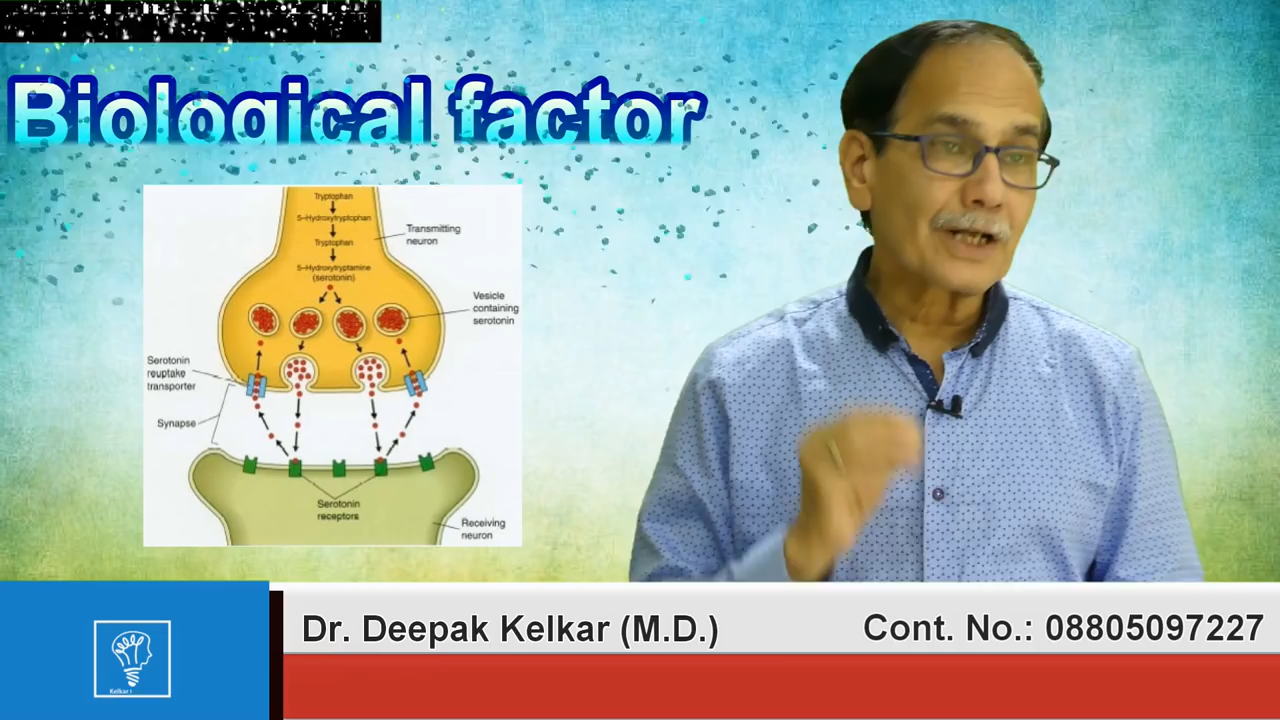 Biological factor
Tryptophan
5-Hydroxytryptophan
Tryptophan
5-Hydroxytryptamine
(serotonin)
Transmitting
neuron
Vesicle
containing
serotonin
Serotonin
reuptake
transporter
Synapse
Serotonin
receptors
Receiving
neuron
Dr. Deepak Kelkar (M.D.)
Cont. No.: 08805097227
Kelkar